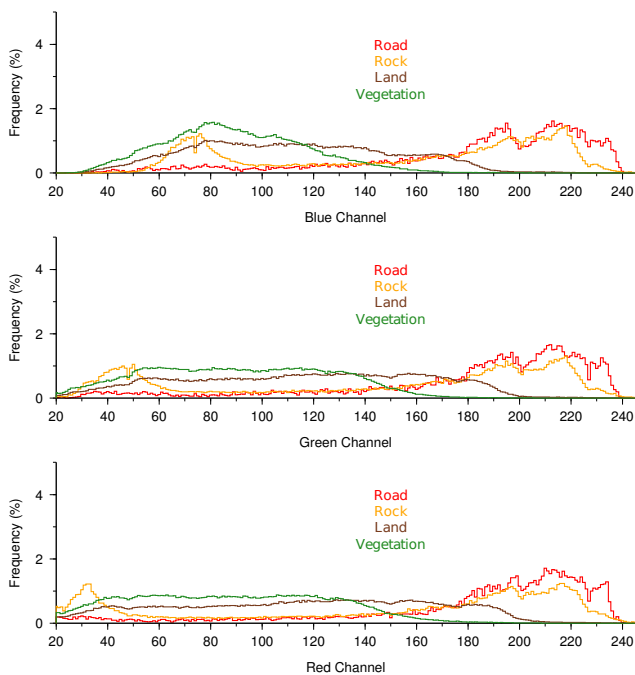 Frequency (%)
4
2
0
Road
Rock
Land
Vegetation
20 40 60 80 100 120 140 160 180 200 220 240
Blue Channel
Frequency (%)
4
2
0
Road
Rock
Land
Vegetation
20 40 60 80 100 120 140 160 180 200 220 240
Green Channel
Frequency (%)
4
2
0
Road
Rock
Land
Vegetation
20 40 60 80 100 120 140 160 180 200 220 240
Red Channel